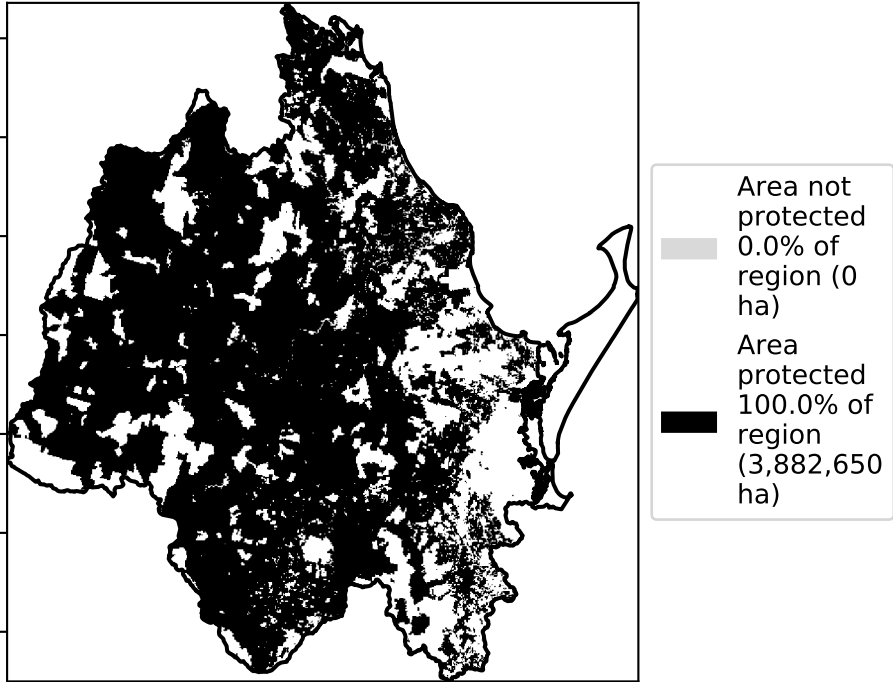 Area not
protected
0.0% of
region (0
ha)
Area
protected
100.0% of
region
(3,882,650
ha)